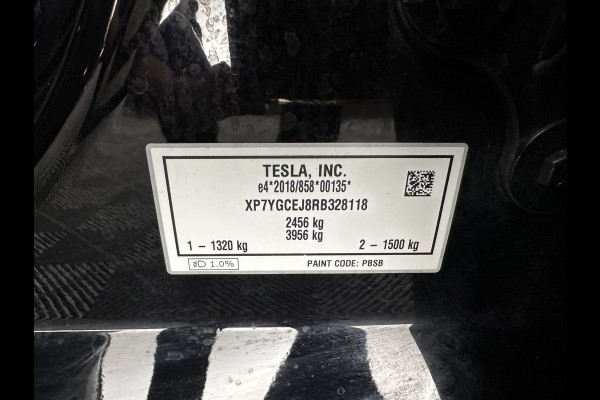 TESLA, INC.
e4*2018/858*00135*
XP7YGCEJ8RB328118
2456 kg
3956 kg
1 – 1320 kg 2 – 1500 kg
1.0% PAINT CODE: PBSB